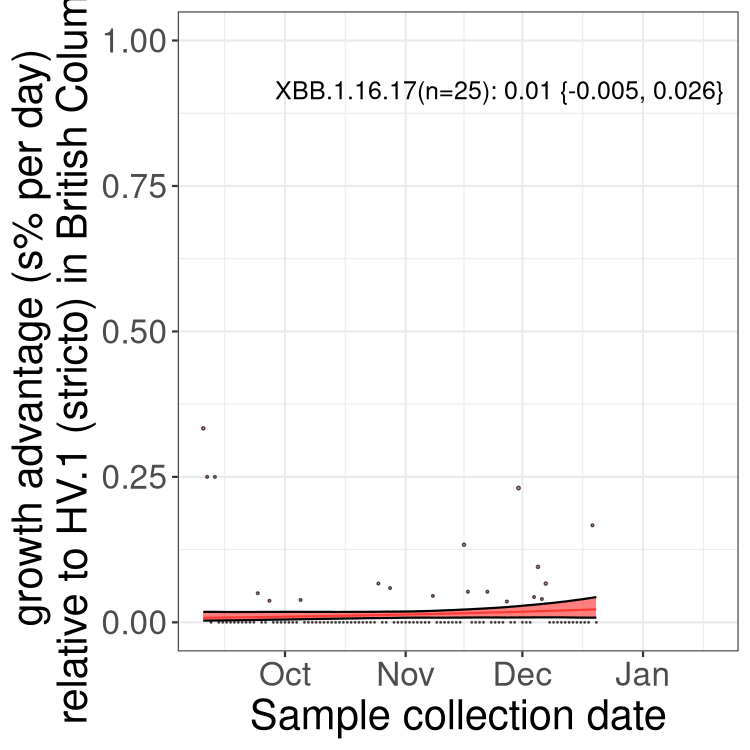 growth advantage (s% per day)
relative to HV.1 (stricto) in British Colum
1.00
0.75
0.50
0.25
0.00
XBB.1.16.17(n=25): 0.01 {-0.005, 0.026}
Oct Nov Dec Jan
Sample collection date